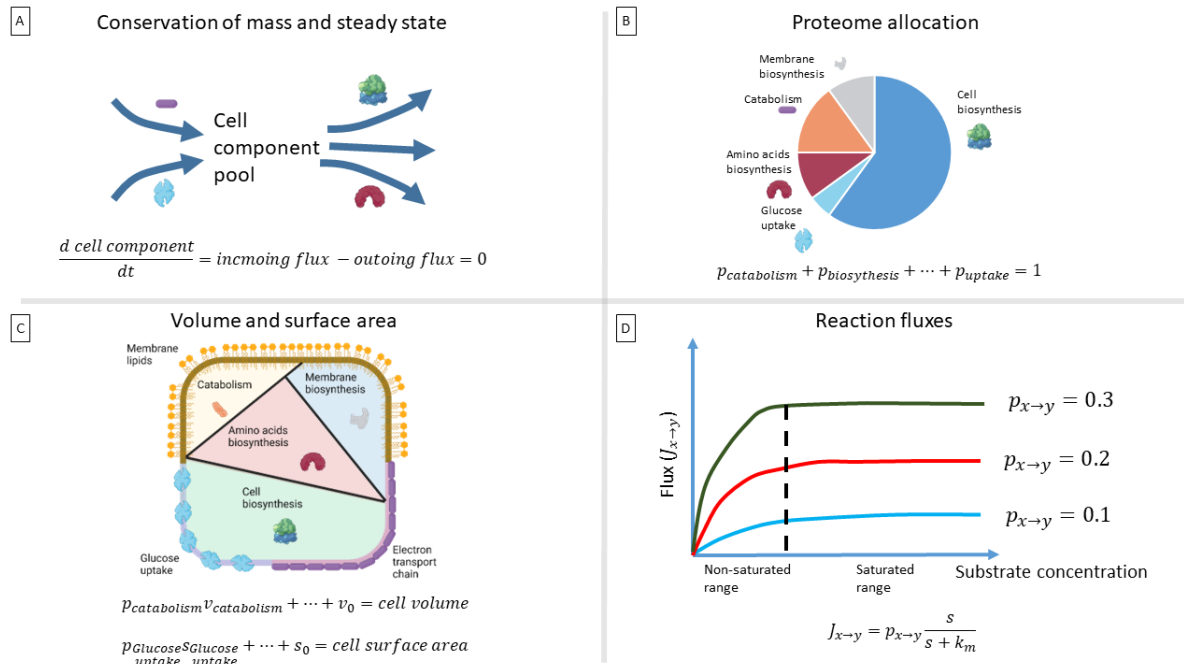 A
Conservation of mass and steady state
Cell
component
pool
d cell component
dt
= incmoing flux − outoing flux = 0
B
Proteome allocation
Membrane
biosynthesis
Catabolism
Amino acids
biosynthesis
Glucose
uptake
Cell
biosynthesis
p_catabolism + p_biosythesis + ⋯ + p_uptake = 1
C
Volume and surface area
Membrane
lipids
Catabolism
Membrane
biosynthesis
Amino acids
biosynthesis
Cell
biosynthesis
Glucose
uptake
Electron
transport
chain
p_catabolism v_catabolism + ⋯ + v_0 = cell volume
p_Glucose uptake s_Glucose uptake + ⋯ + s_0 = cell surface area
D
Reaction fluxes
Flux (J_x→y)
p_x→y = 0.3
p_x→y = 0.2
p_x→y = 0.1
Non-saturated
range
Saturated
range
Substrate concentration
J_x→y = p_x→y s
s + k_m